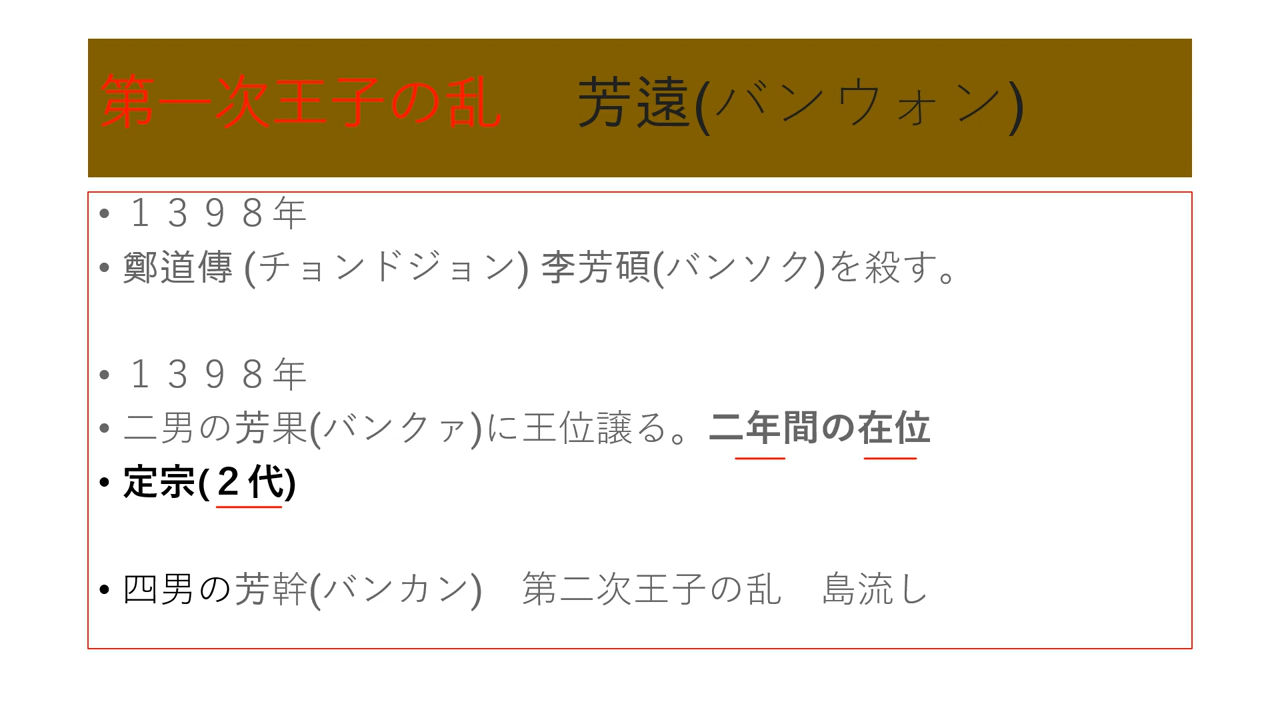 第一次王子の乱　芳遠(バンウォン)
• １３９８年
• 鄭道傳 (チョンドジョン) 李芳碩(バンソク)を殺す。
• １３９８年
• 二男の芳果(バンクァ)に王位譲る。二年間の在位
• 定宗(２代)
• 四男の芳幹(バンカン)　第二次王子の乱　島流し